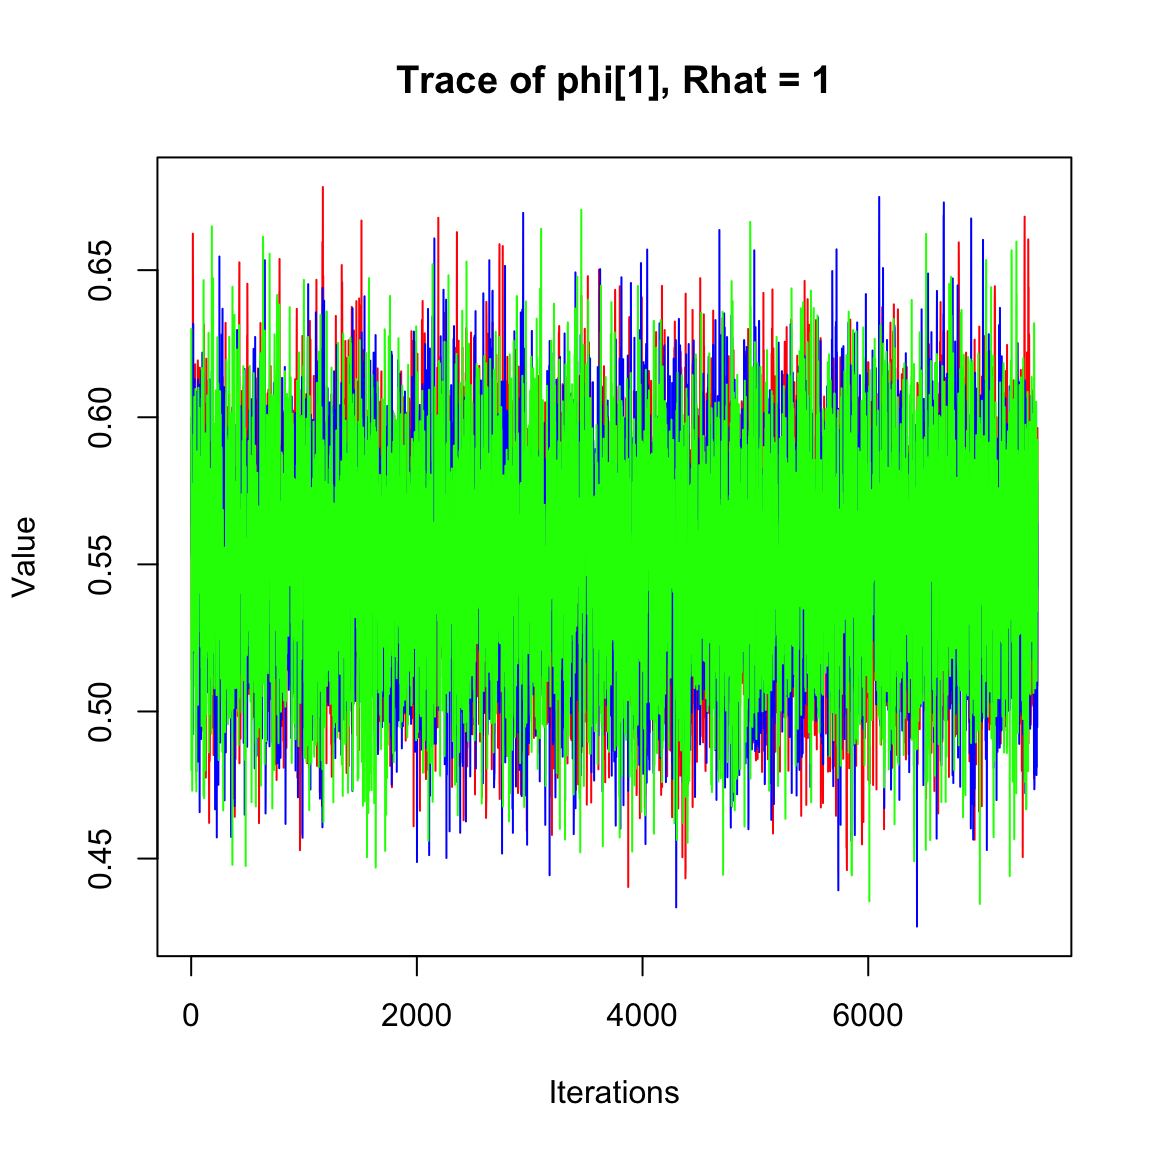 Trace of phi[1], Rhat = 1
Value
0.65
0.60
0.55
0.50
0.45
0 2000 4000 6000
Iterations